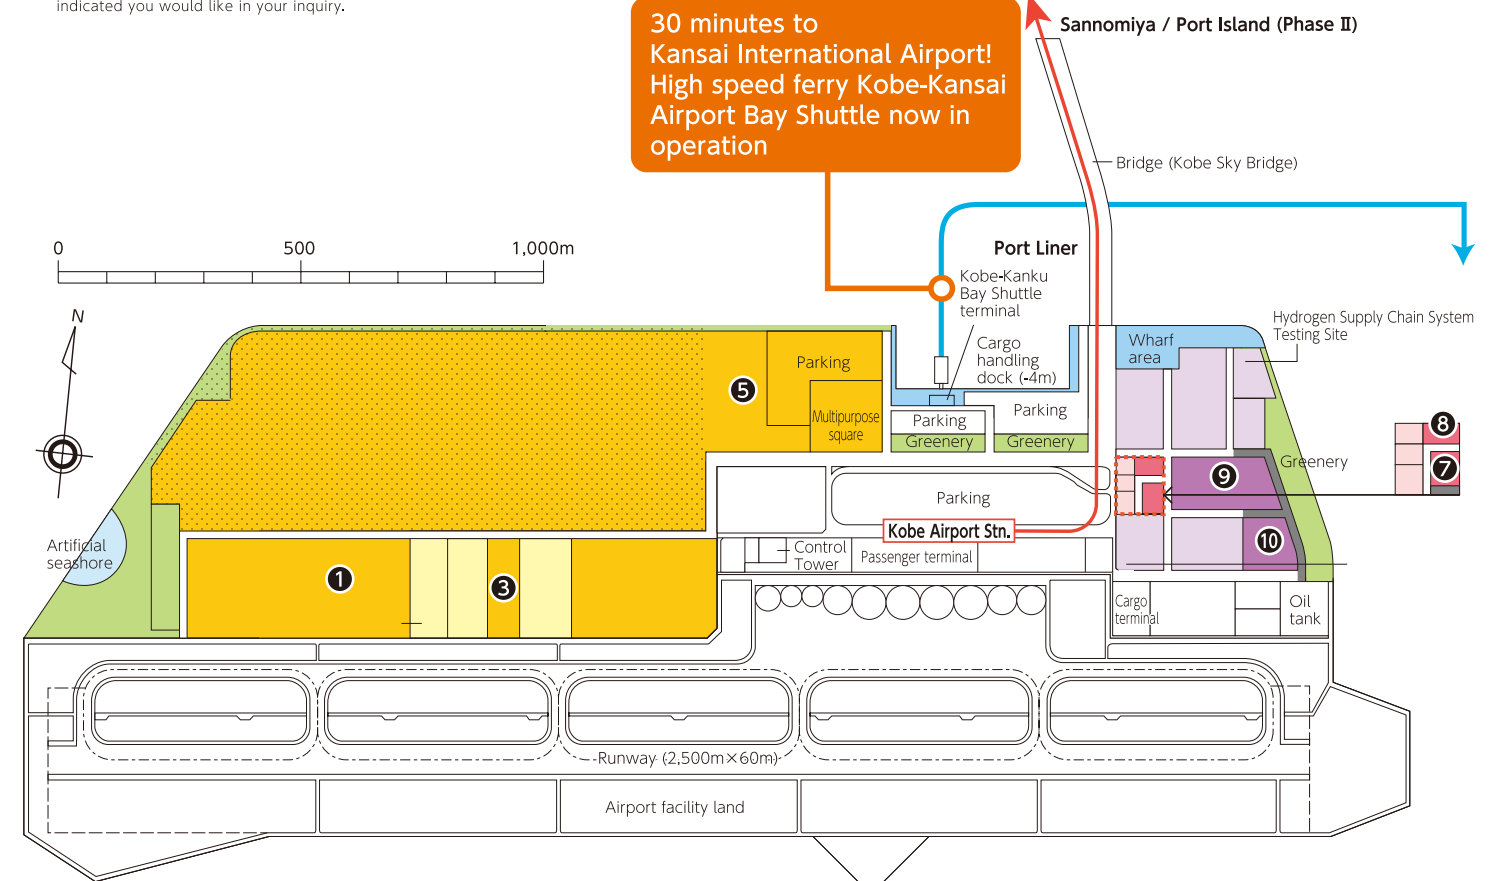 indicated you would like in your inquiry.
30 minutes to
Kansai International Airport!
High speed ferry Kobe-Kansai
Airport Bay Shuttle now in
operation
Sannomiya / Port Island (Phase Ⅱ)
Bridge (Kobe Sky Bridge)
0
500
1,000m
Port Liner
Kobe-Kanku
Bay Shuttle
terminal
N
Hydrogen Supply Chain System
Testing Site
Cargo
handling
dock (-4m)
Wharf
area
Parking
5
Multipurpose
square
Parking
Greenery
Parking
Greenery
8
7
Greenery
9
Parking
Kobe Airport Stn.
10
Artificial
seashore
Control
Tower
Passenger terminal
1
3
Cargo
terminal
Oil
tank
Runway (2,500m×60m)
Airport facility land